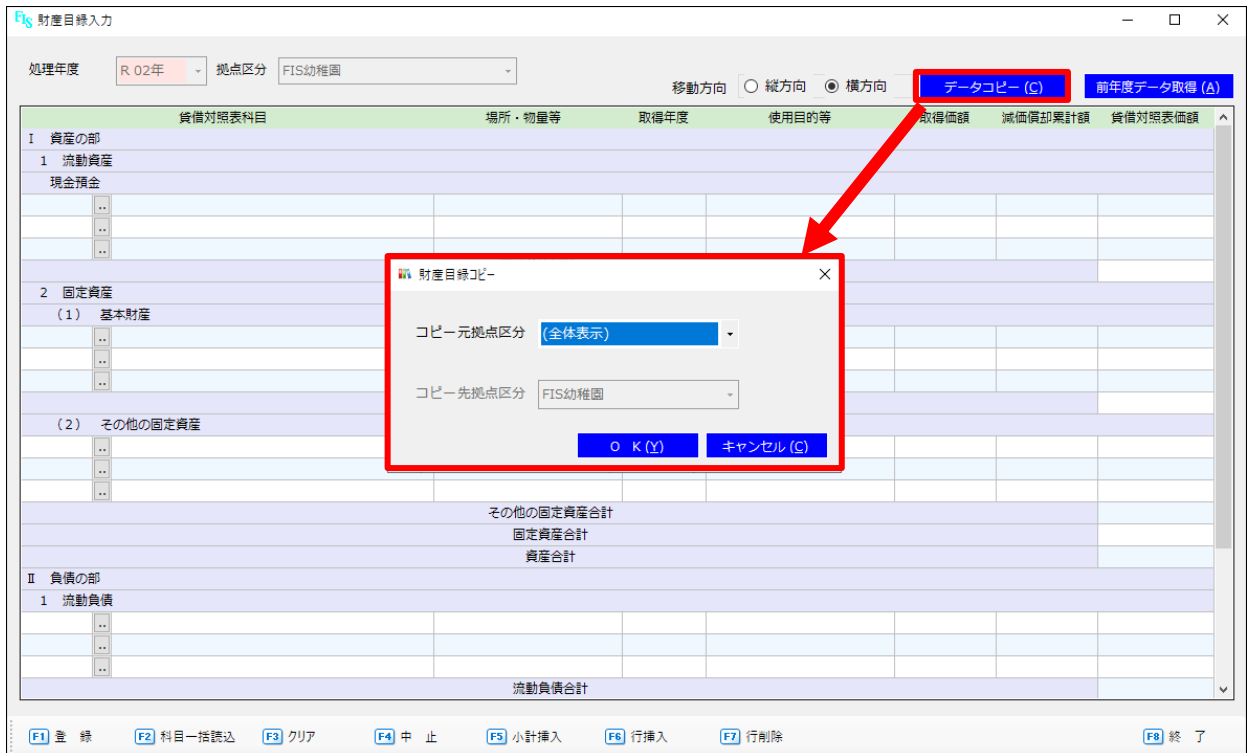 FIS 財産目録入力
処理年度 R 02年 拠点区分 FIS幼稚園
移動方向 縦方向 横方向 データコピー (C) 前年度データ取得 (A)
貸借対照表科目 場所・物量等 取得年度 使用目的等 取得価額 減価償却累計額 貸借対照表価額
Ⅰ 資産の部
1 流動資産
現金預金
..
..
..
財産目録コピー
2 固定資産
(1) 基本財産
コピー元拠点区分 (全体表示)
..
..
..
コピー先拠点区分 FIS幼稚園
(2) その他の固定資産
O K (Y) キャンセル (C)
..
..
..
その他の固定資産合計
固定資産合計
資産合計
Ⅱ 負債の部
1 流動負債
..
..
..
流動負債合計
F1 登 録 F2 科目一括読込 F3 クリア F4 中 止 F5 小計挿入 F6 行挿入 F7 行削除 F8 終 了